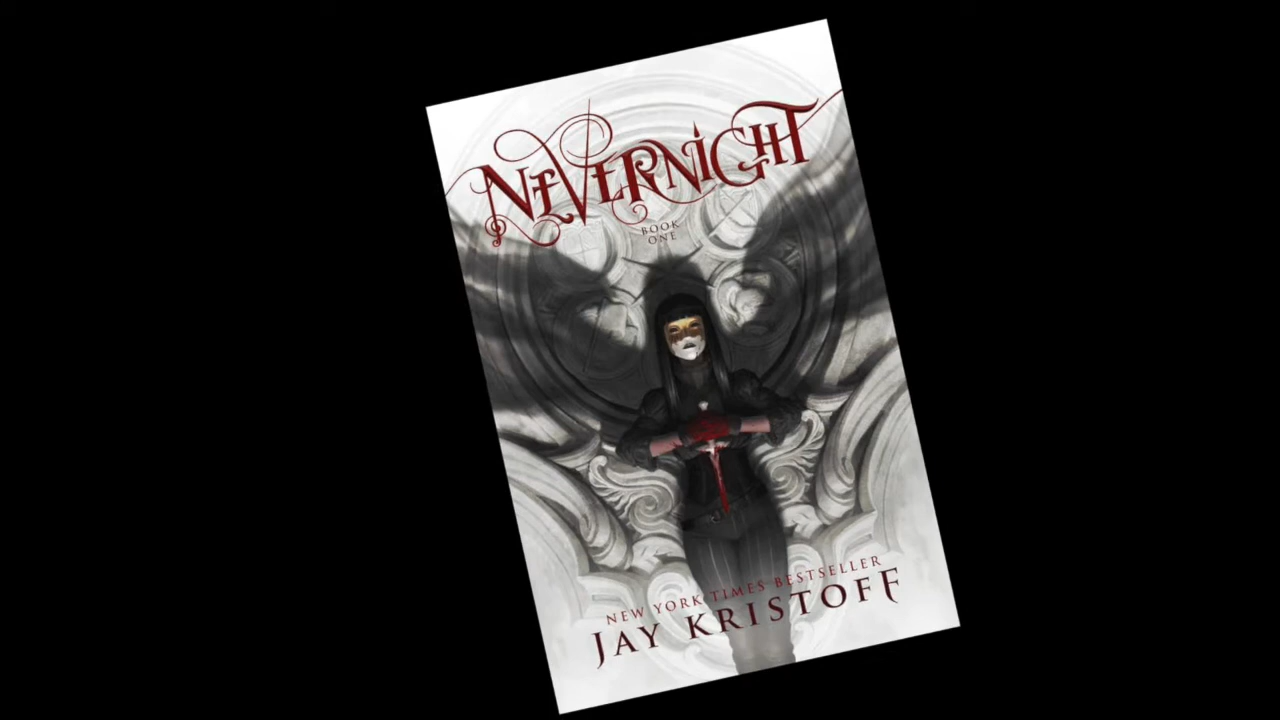 NEVERNIGHT
BOOK
ONE
NEW YORK TIMES BESTSELLER
JAY KRISTOFF